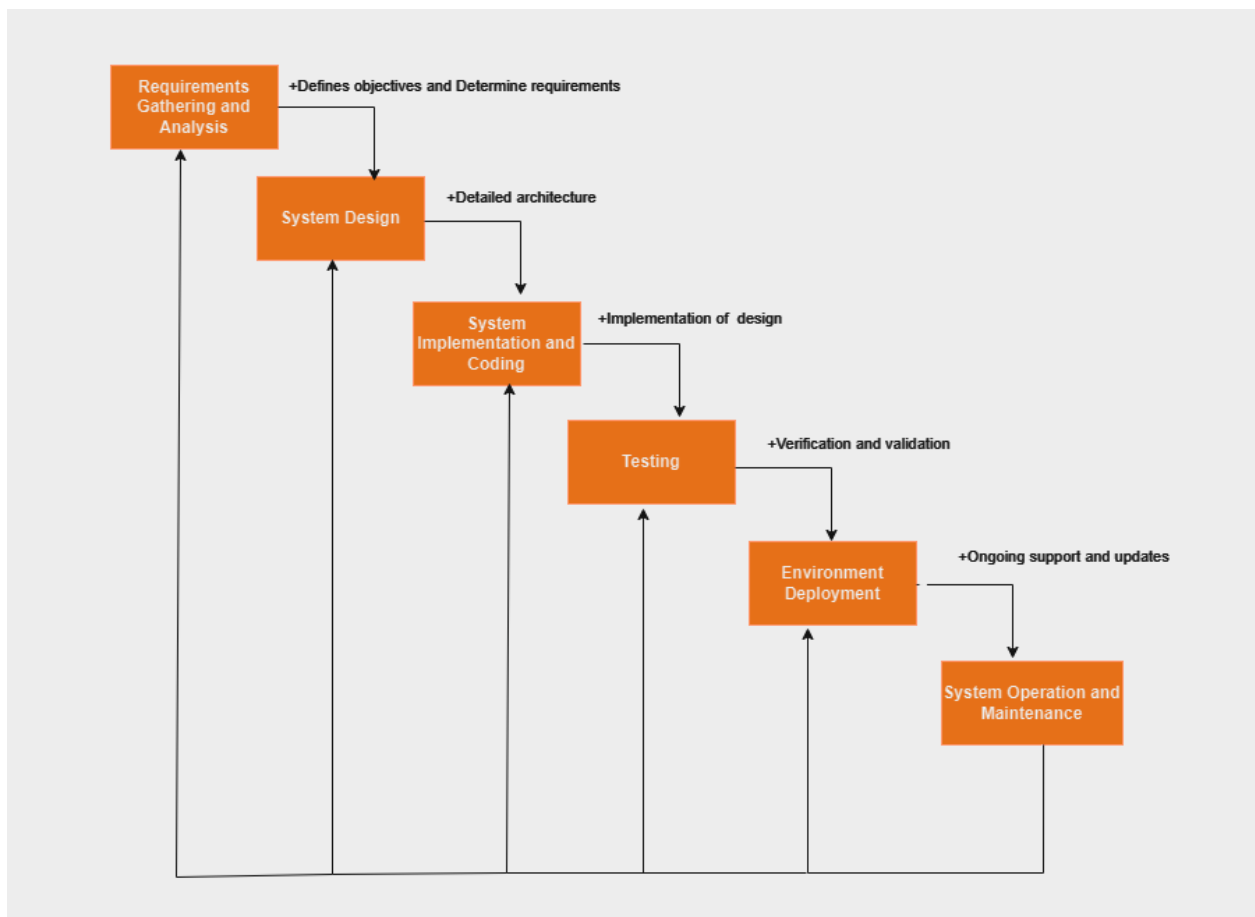 Requirements
Gathering and
Analysis
+Defines objectives and Determine requirements
System Design
+Detailed architecture
System
Implementation and
Coding
+Implementation of design
Testing
+Verification and validation
Environment
Deployment
+Ongoing support and updates
System Operation and
Maintenance